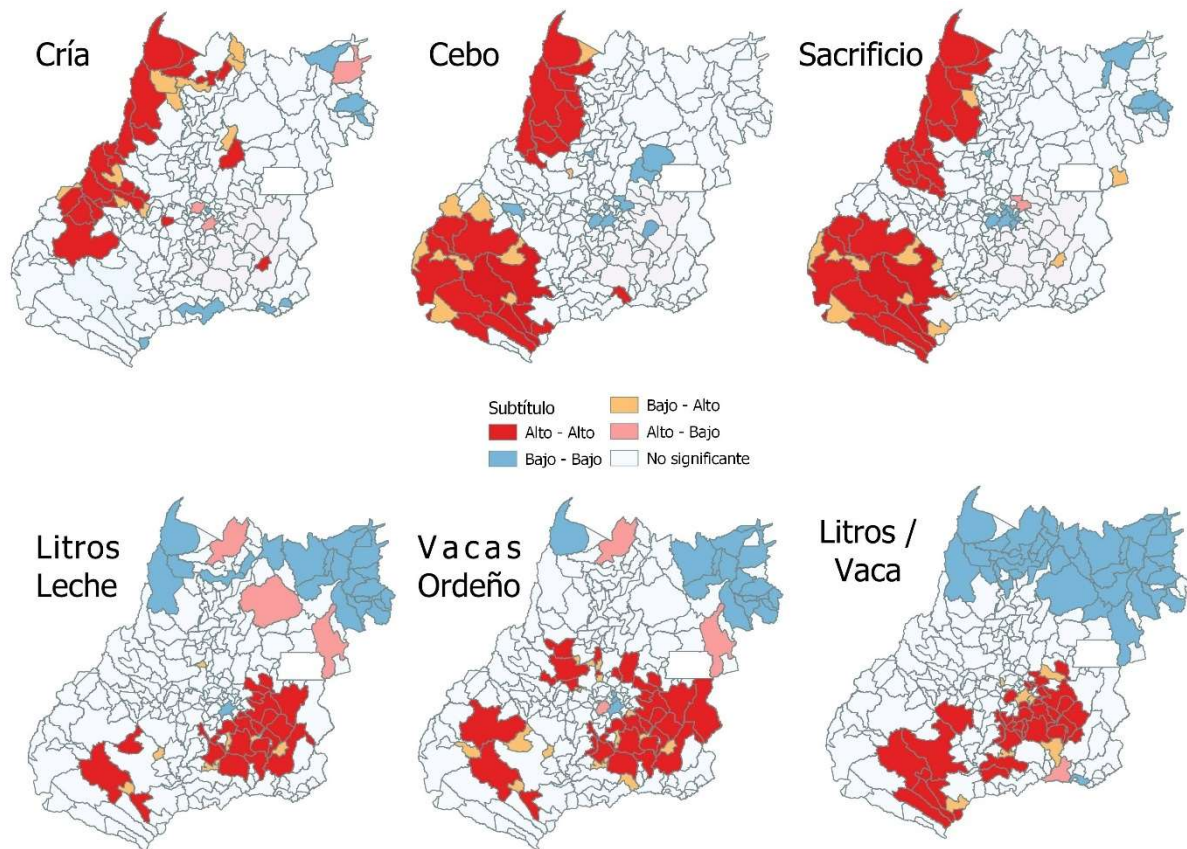 Cría
Cebo
Sacrificio
Subtítulo
Alto - Alto
Bajo - Bajo
Bajo - Alto
Alto - Bajo
No significante
Litros
Leche
Vacas
Ordeño
Litros /
Vaca